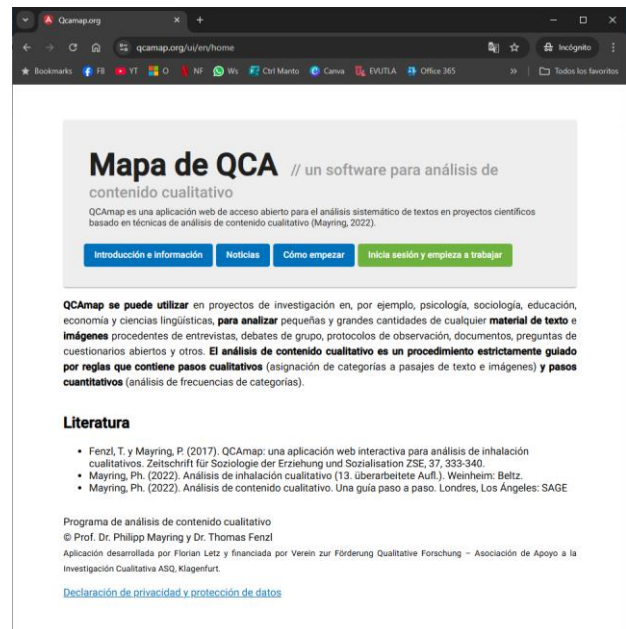 Qcamap.org
qcamap.org/ui/en/home
Incógnito
Bookmarks FB YT O NF Ws Ctrl Manto Canva EVUTLA Office 365 » Todos los favoritos
Mapa de QCA // un software para análisis de
contenido cualitativo
QCAmap es una aplicación web de acceso abierto para el análisis sistemático de textos en proyectos científicos
basado en técnicas de análisis de contenido cualitativo (Mayring, 2022).
Introducción e información Noticias Cómo empezar Inicia sesión y empieza a trabajar
QCAmap se puede utilizar en proyectos de investigación en, por ejemplo, psicología, sociología, educación,
economía y ciencias lingüísticas, para analizar pequeñas y grandes cantidades de cualquier material de texto e
imágenes procedentes de entrevistas, debates de grupo, protocolos de observación, documentos, preguntas de
cuestionarios abiertos y otros. El análisis de contenido cualitativo es un procedimiento estrictamente guiado
por reglas que contiene pasos cualitativos (asignación de categorías a pasajes de texto e imágenes) y pasos
cuantitativos (análisis de frecuencias de categorías).
Literatura
• Fenzl, T. y Mayring, P. (2017). QCAmap: una aplicación web interactiva para análisis de inhalación
cualitativos. Zeitschrift für Soziologie der Erziehung und Sozialisation ZSE, 37, 333-340.
• Mayring, Ph. (2022). Análisis de inhalación cualitativa (13. überarbeitete Aufl.). Weinheim: Beltz.
• Mayring, Ph. (2022). Análisis de contenido cualitativo. Una guía paso a paso. Londres, Los Ángeles: SAGE
Programa de análisis de contenido cualitativo
© Prof. Dr. Philipp Mayring y Dr. Thomas Fenzl
Aplicación desarrollada por Florian Letz y financiada por Verein zur Förderung Qualitative Forschung – Asociación de Apoyo a la
Investigación Cualitativa ASQ, Klagenfurt.
Declaración de privacidad y protección de datos